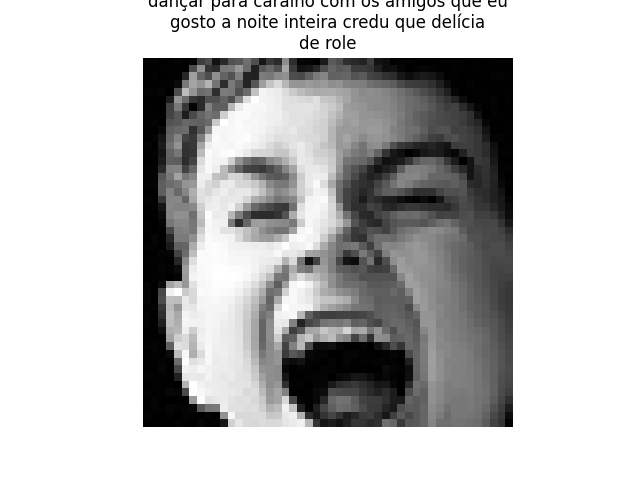 dançar para caralho com os amigos que eu
gosto a noite inteira credu que delícia
de role